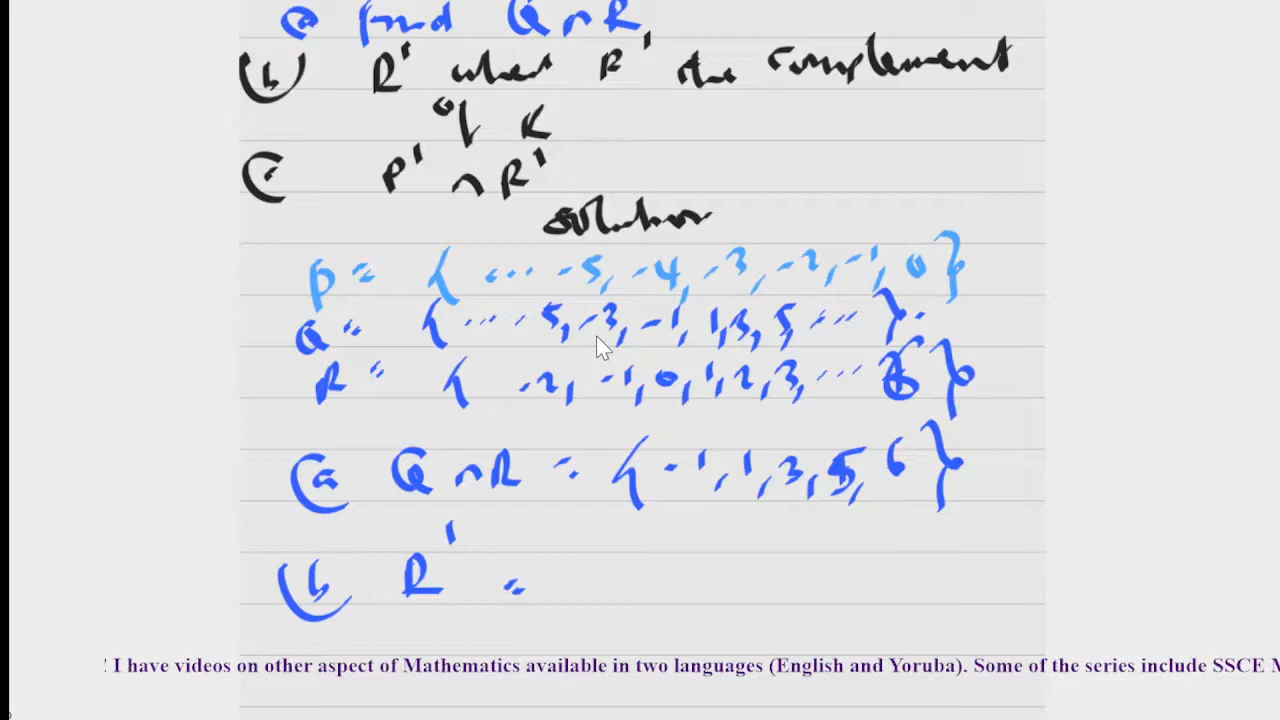 (a) find Q ∩ R
(b) R' where R' the complement
of R
(c) P' ∩ R'
solution
P = { ... -5, -4, -3, -2, -1, 0}
Q = { .... 5, -3, -1, 1, 3, 5, .... }.
R = { -2, -1, 0, 1, 2, 3, ... 6}
(a) Q ∩ R = { -1, 1, 3, 5, 6}
(b) R' =
! I have videos on other aspect of Mathematics available in two languages (English and Yoruba). Some of the series include SSCE M